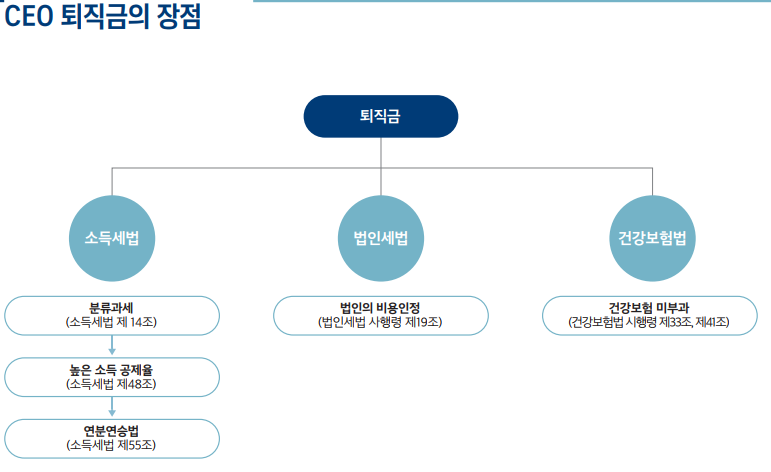 CEO 퇴직금의 장점
퇴직금
소득세법
법인세법
건강보험법
분류과세
(소득세법 제 14조)
높은 소득 공제율
(소득세법 제48조)
연분연승법
(소득세법 제55조)
법인의 비용인정
(법인세법 사행령 제19조)
건강보험 미부과
(건강보험법 시행령 제33조, 제41조)